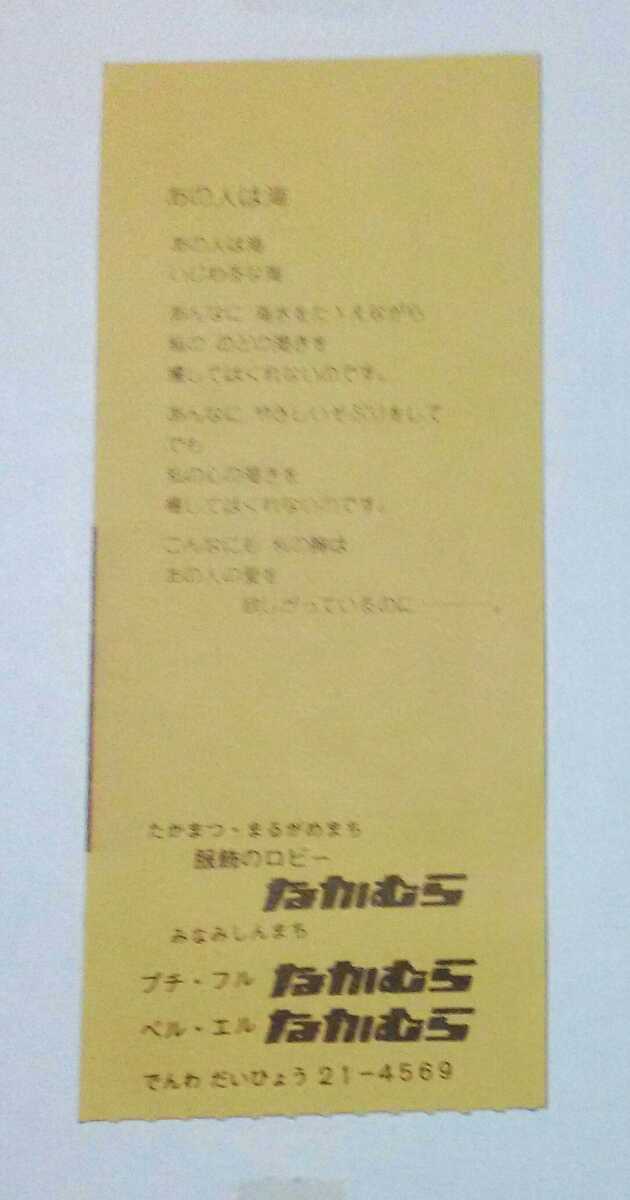 あの人は海
あの人は海
いじわるな海
あんなに 海水をたゝえながら
私の のどの渇きを
癒してはくれないのです。
あんなに やさしいそぶりをして
でも
私の心の渇きを
癒してはくれないのです。
こんなにも 私の胸は
あの人の愛を
欲しがっているのに………。
たかまつ・まるがめまち
服飾のロビー
なかむら
みなみしんまち
プチ・フル なかむら
ベル・エル なかむら
でんわ だいひょう 21-4569